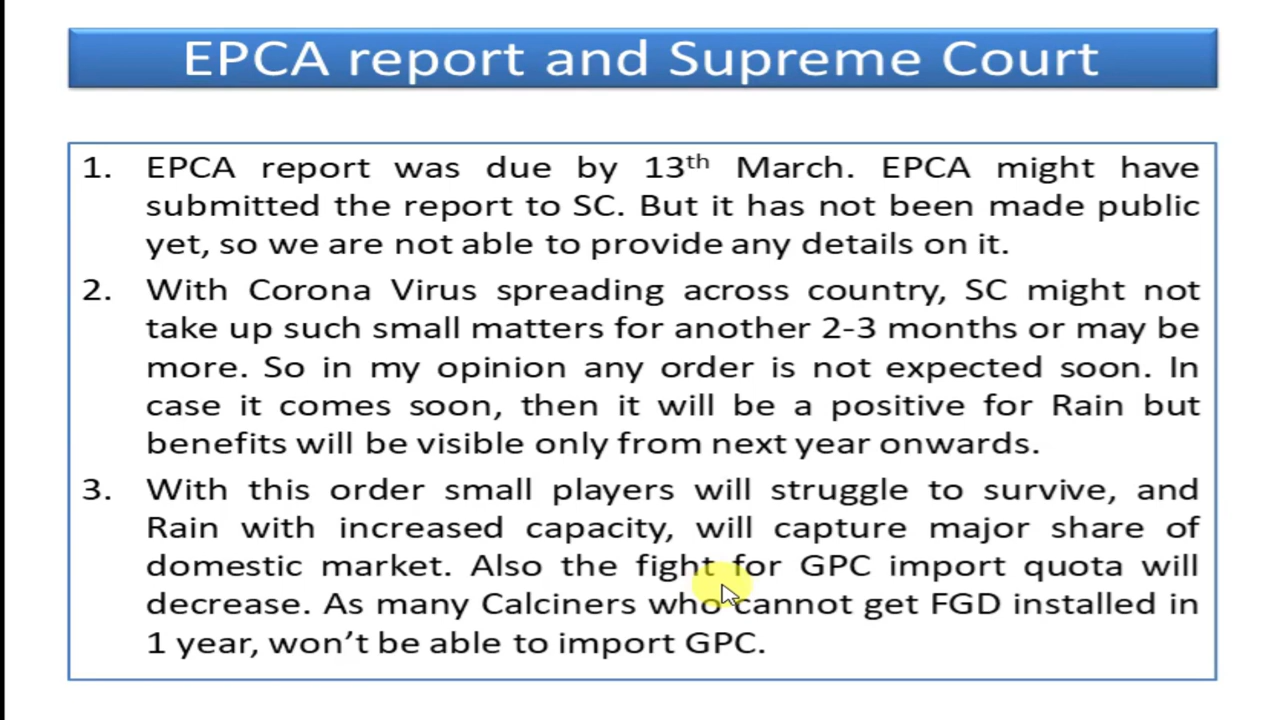 EPCA report and Supreme Court
1. EPCA report was due by 13th March. EPCA might have
submitted the report to SC. But it has not been made public
yet, so we are not able to provide any details on it.
2. With Corona Virus spreading across country, SC might not
take up such small matters for another 2-3 months or may be
more. So in my opinion any order is not expected soon. In
case it comes soon, then it will be a positive for Rain but
benefits will be visible only from next year onwards.
3. With this order small players will struggle to survive, and
Rain with increased capacity, will capture major share of
domestic market. Also the fight for GPC import quota will
decrease. As many Calciners who cannot get FGD installed in
1 year, won’t be able to import GPC.